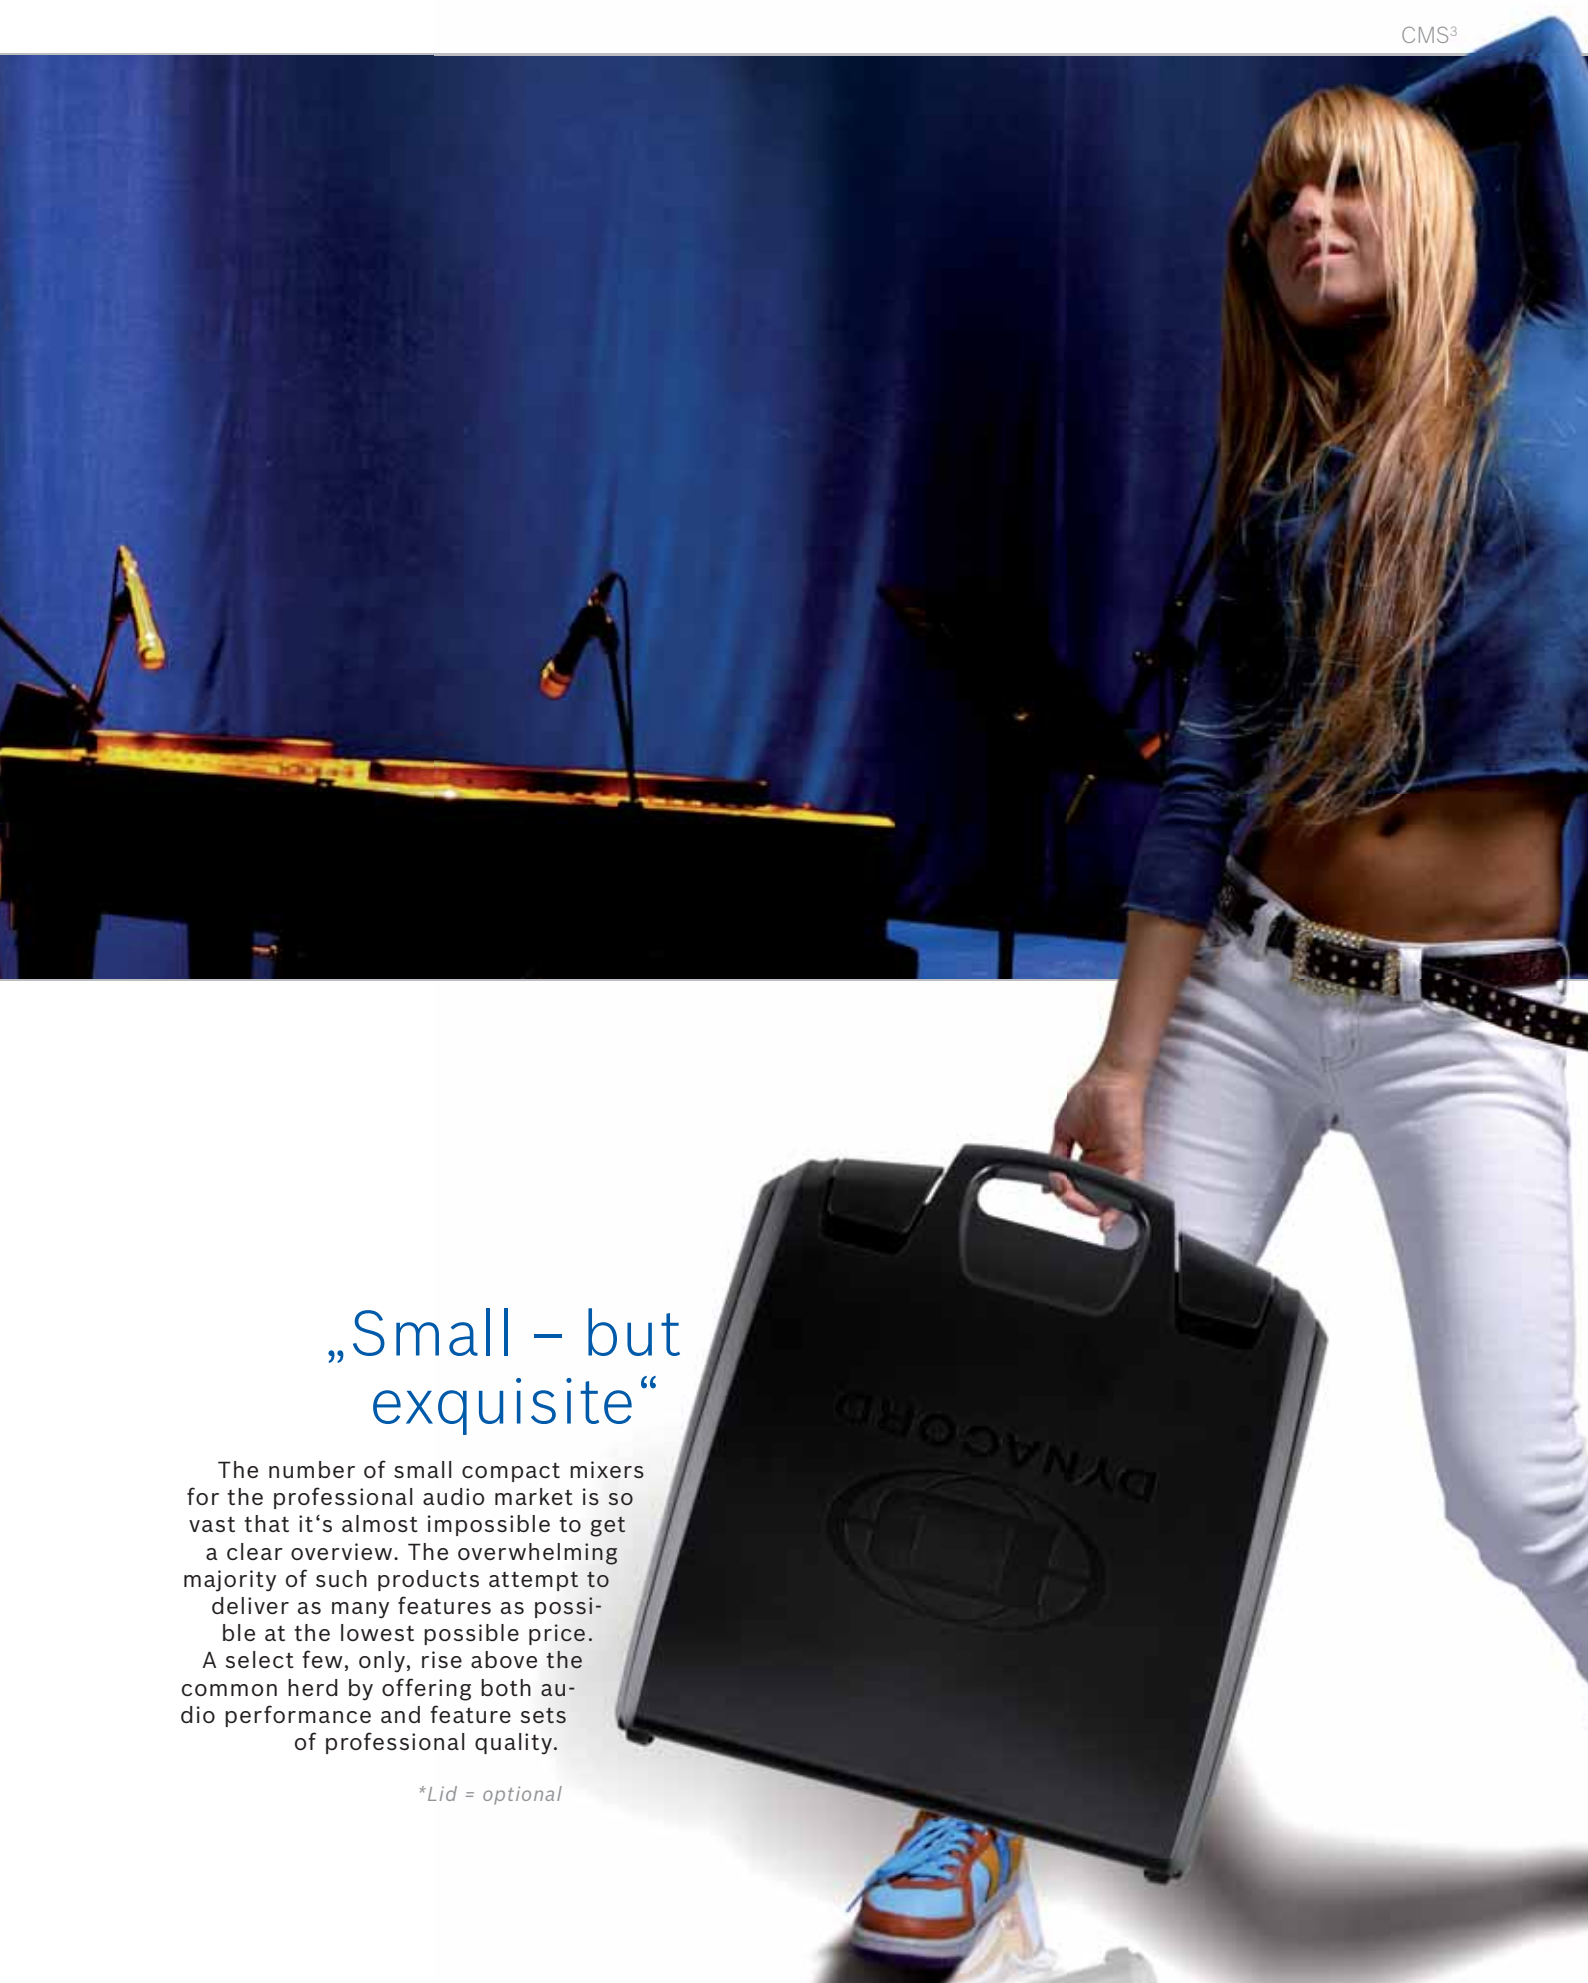 CMS³
„Small – but
exquisite“
The number of small compact mixers
for the professional audio market is so
vast that it‘s almost impossible to get
a clear overview. The overwhelming
majority of such products attempt to
deliver as many features as possi-
ble at the lowest possible price.
A select few, only, rise above the
common herd by offering both au-
dio performance and feature sets
of professional quality.
*Lid = optional
DYNACORD